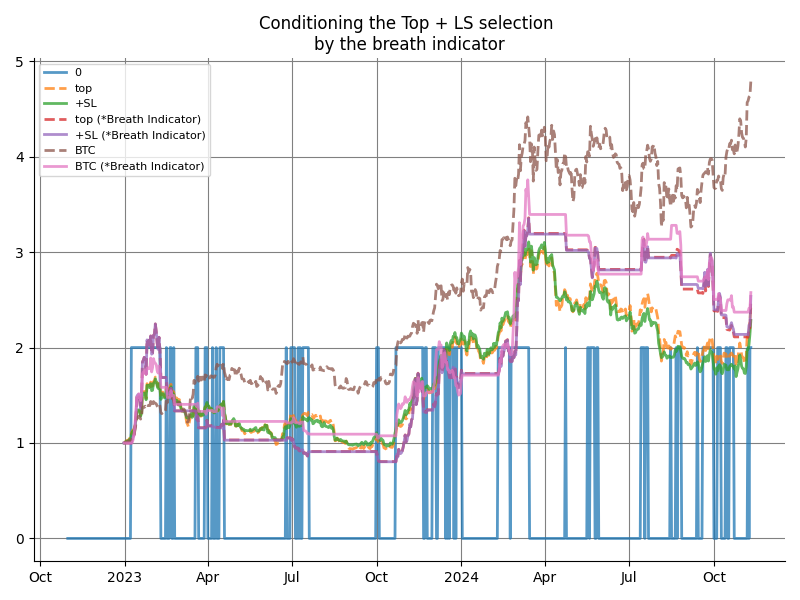 Conditioning the Top + LS selection
by the breath indicator
5
4
3
2
1
0
0
top
+SL
top (*Breath Indicator)
+SL (*Breath Indicator)
BTC
BTC (*Breath Indicator)
Oct
2023
Apr
Jul
Oct
2024
Apr
Jul
Oct